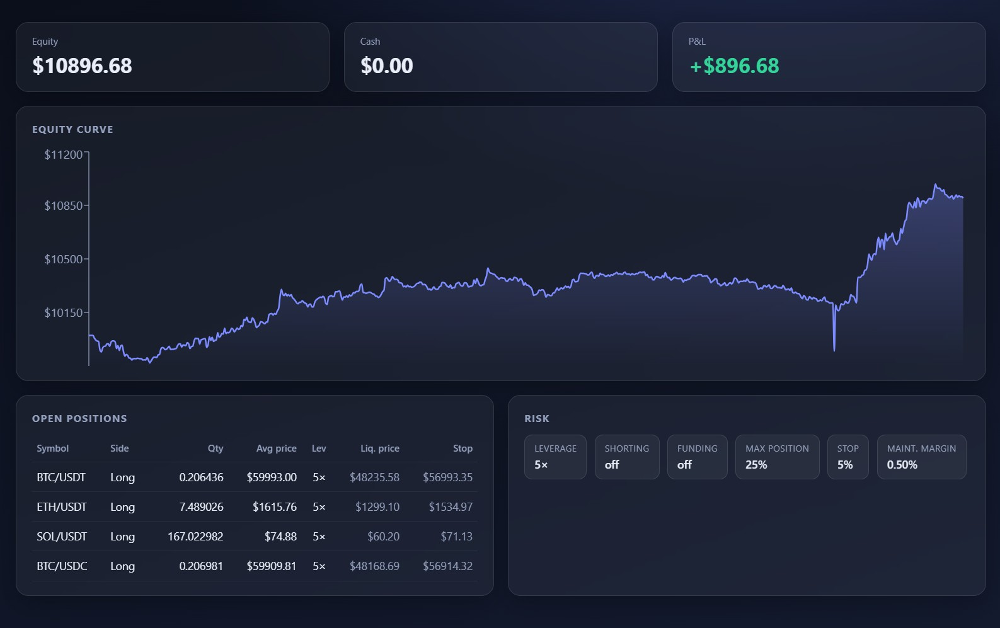 Equity
$10896.68
Cash
$0.00
P&L
+$896.68
EQUITY CURVE
$11200
$10850
$10500
$10150
OPEN POSITIONS
Symbol Side Qty Avg price Lev Liq. price Stop
BTC/USDT Long 0.206436 $59993.00 5× $48235.58 $56993.35
ETH/USDT Long 7.489026 $1615.76 5× $1299.10 $1534.97
SOL/USDT Long 167.022982 $74.88 5× $60.20 $71.13
BTC/USDC Long 0.206981 $59909.81 5× $48168.69 $56914.32
RISK
LEVERAGE SHORTING FUNDING MAX POSITION STOP MAINT. MARGIN
5× off off 25% 5% 0.50%